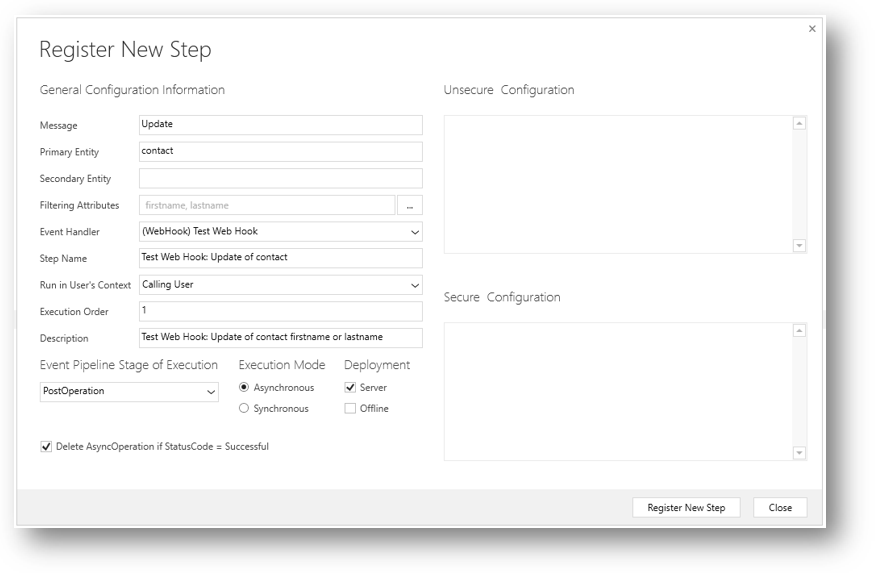 Register New Step
General Configuration Information
Message
Update
Primary Entity
contact
Secondary Entity
Filtering Attributes
firstname, lastname
...
Event Handler
(WebHook) Test Web Hook
Step Name
Test Web Hook: Update of contact
Run in User's Context
Calling User
Execution Order
1
Description
Test Web Hook: Update of contact firstname or lastname
Event Pipeline Stage of Execution
PostOperation
Execution Mode
Asynchronous
Synchronous
Deployment
Server
Offline
Delete AsyncOperation if StatusCode = Successful
Unsecure Configuration
Secure Configuration
Register New Step
Close